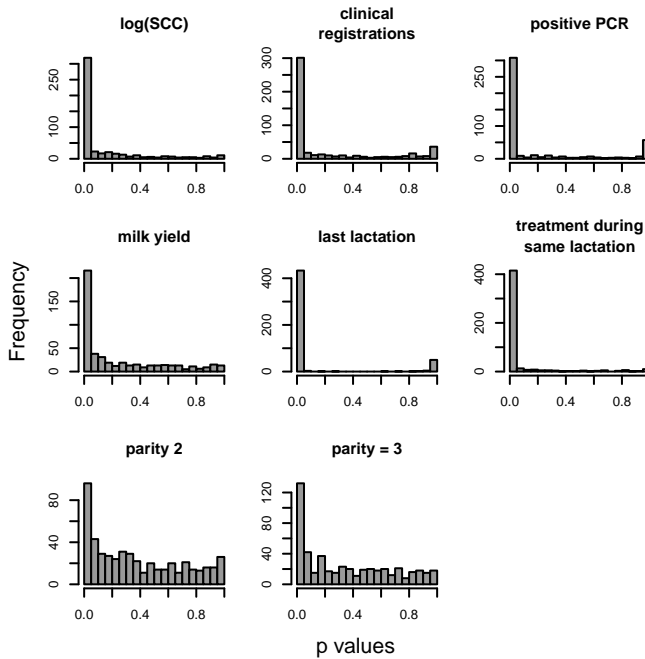 log(SCC)
clinical
registrations
positive PCR
50
150
250
0.0 0.4 0.8
0
100
200
300
0.0 0.4 0.8
0
100
200
300
0.0 0.4 0.8
milk yield
last lactation
treatment during
same lactation
0
50
150
0.0 0.4 0.8
0
200
400
0.0 0.4 0.8
0
200
400
0.0 0.4 0.8
parity 2
parity = 3
0
40
80
0.0 0.4 0.8
0
40
80
120
0.0 0.4 0.8
Frequency
p values